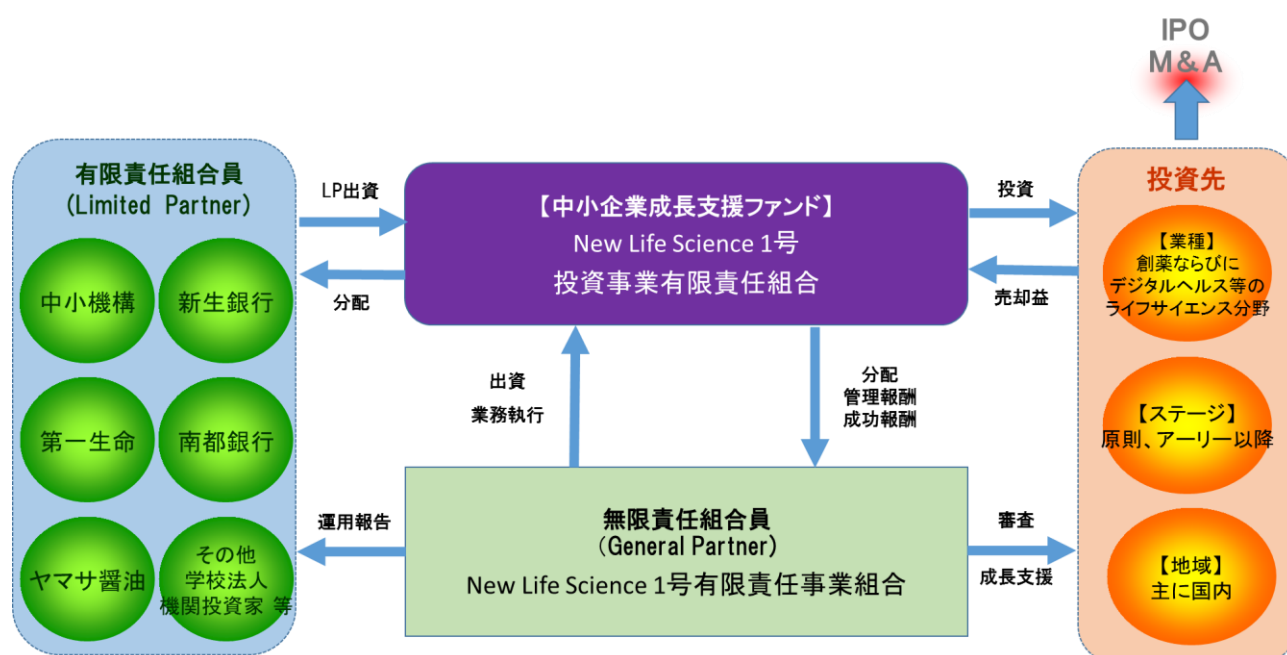 IPO
M&A
有限責任組合員
(Limited Partner)
中小機構
新生銀行
第一生命
南都銀行
ヤマサ醤油
その他
学校法人
機関投資家 等
LP出資
分配
運用報告
【中小企業成長支援ファンド】
New Life Science 1号
投資事業有限責任組合
出資
業務執行
分配
管理報酬
成功報酬
無限責任組合員
(General Partner)
New Life Science 1号有限責任事業組合
投資
売却益
審査
成長支援
投資先
【業種】
創薬ならびに
デジタルヘルス等の
ライフサイエンス分野
【ステージ】
原則、アーリー以降
【地域】
主に国内